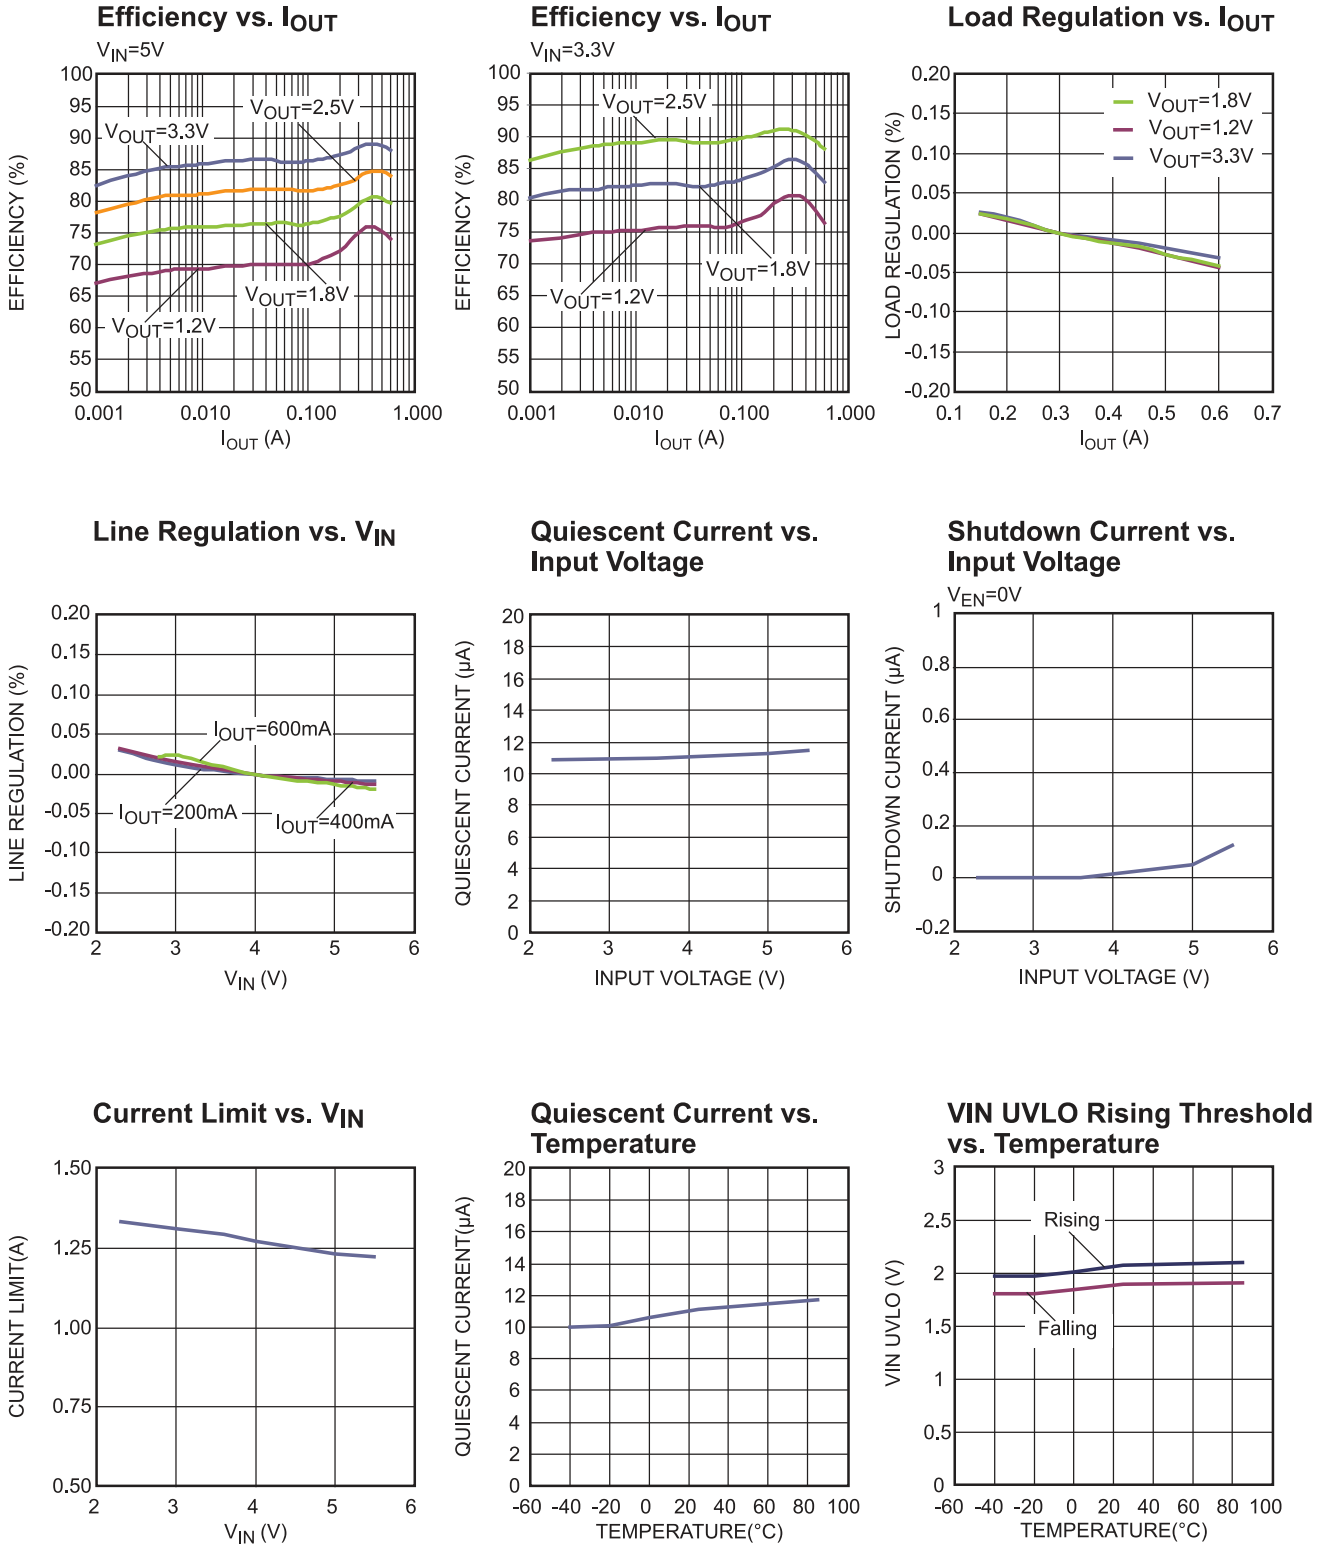 Efficiency vs. IOUT
VIN=5V
100
95
90
85
80
75
70
65
60
55
50
EFFICIENCY (%)
VOUT=2.5V
VOUT=3.3V
VOUT=1.8V
VOUT=1.2V
0.001 0.010 0.100 1.000
IOUT (A)
Efficiency vs. IOUT
VIN=3.3V
100
95
90
85
80
75
70
65
60
55
50
EFFICIENCY (%)
VOUT=2.5V
VOUT=1.8V
VOUT=1.2V
0.001 0.010 0.100 1.000
IOUT (A)
Load Regulation vs. IOUT
0.20
0.15
0.10
0.05
0.00
-0.05
-0.10
-0.15
-0.20
LOAD REGULATION (%)
VOUT=1.8V
VOUT=1.2V
VOUT=3.3V
0.1 0.2 0.3 0.4 0.5 0.6 0.7
IOUT (A)
Line Regulation vs. VIN
0.20
0.15
0.10
0.05
0.00
-0.05
-0.10
-0.15
-0.20
LINE REGULATION (%)
IOUT=600mA
IOUT=200mA
IOUT=400mA
2 3 4 5 6
VIN (V)
Quiescent Current vs.
Input Voltage
20
18
16
14
12
10
8
6
4
2
0
QUIESCENT CURRENT (µA)
2 3 4 5 6
INPUT VOLTAGE (V)
Shutdown Current vs.
Input Voltage
VEN=0V
1
0.8
0.6
0.4
0.2
0
-0.2
SHUTDOWN CURRENT (µA)
2 3 4 5 6
INPUT VOLTAGE (V)
Current Limit vs. VIN
1.50
1.25
1.00
0.75
0.50
CURRENT LIMIT(A)
2 3 4 5 6
VIN (V)
Quiescent Current vs.
Temperature
20
18
16
14
12
10
8
6
4
2
0
QUIESCENT CURRENT(µA)
-60 -40 -20 0 20 40 60 80 100
TEMPERATURE(°C)
VIN UVLO Rising Threshold
vs. Temperature
3
2.5
2
1.5
1
0.5
0
VIN UVLO (V)
Rising
Falling
-60 -40 -20 0 20 40 60 80 100
TEMPERATURE(°C)